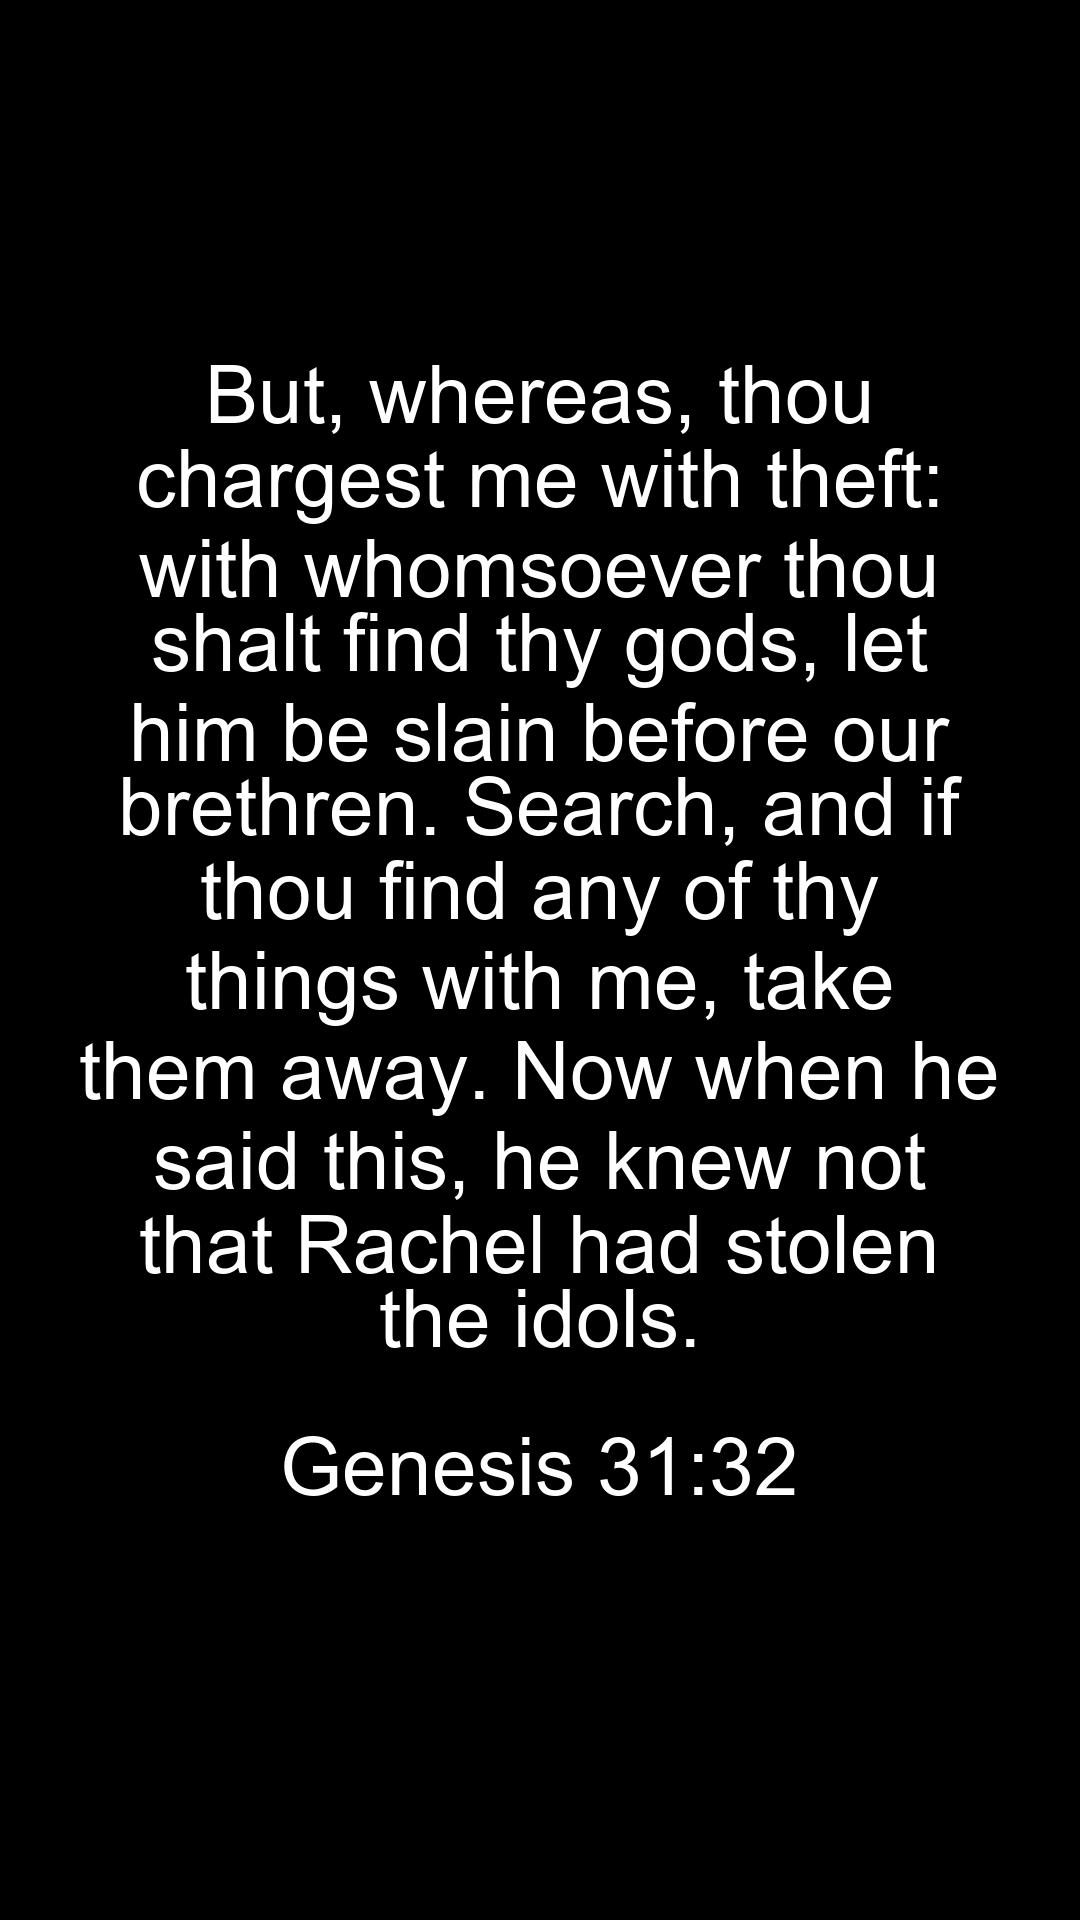 But, whereas, thou
chargest me with theft:
with whomsoever thou
shalt find thy gods, let
him be slain before our
brethren. Search, and if
thou find any of thy
things with me, take
them away. Now when he
said this, he knew not
that Rachel had stolen
the idols.
Genesis 31:32